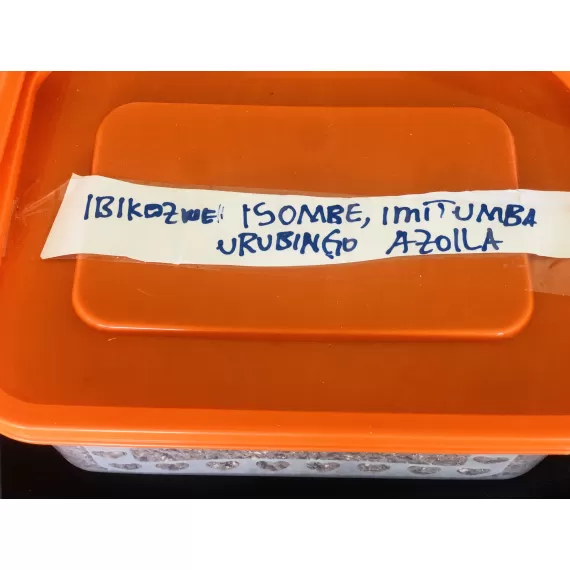 IBIKOZWE: ISOMBE, IMITUMBA
URUBINGO AZOLLA